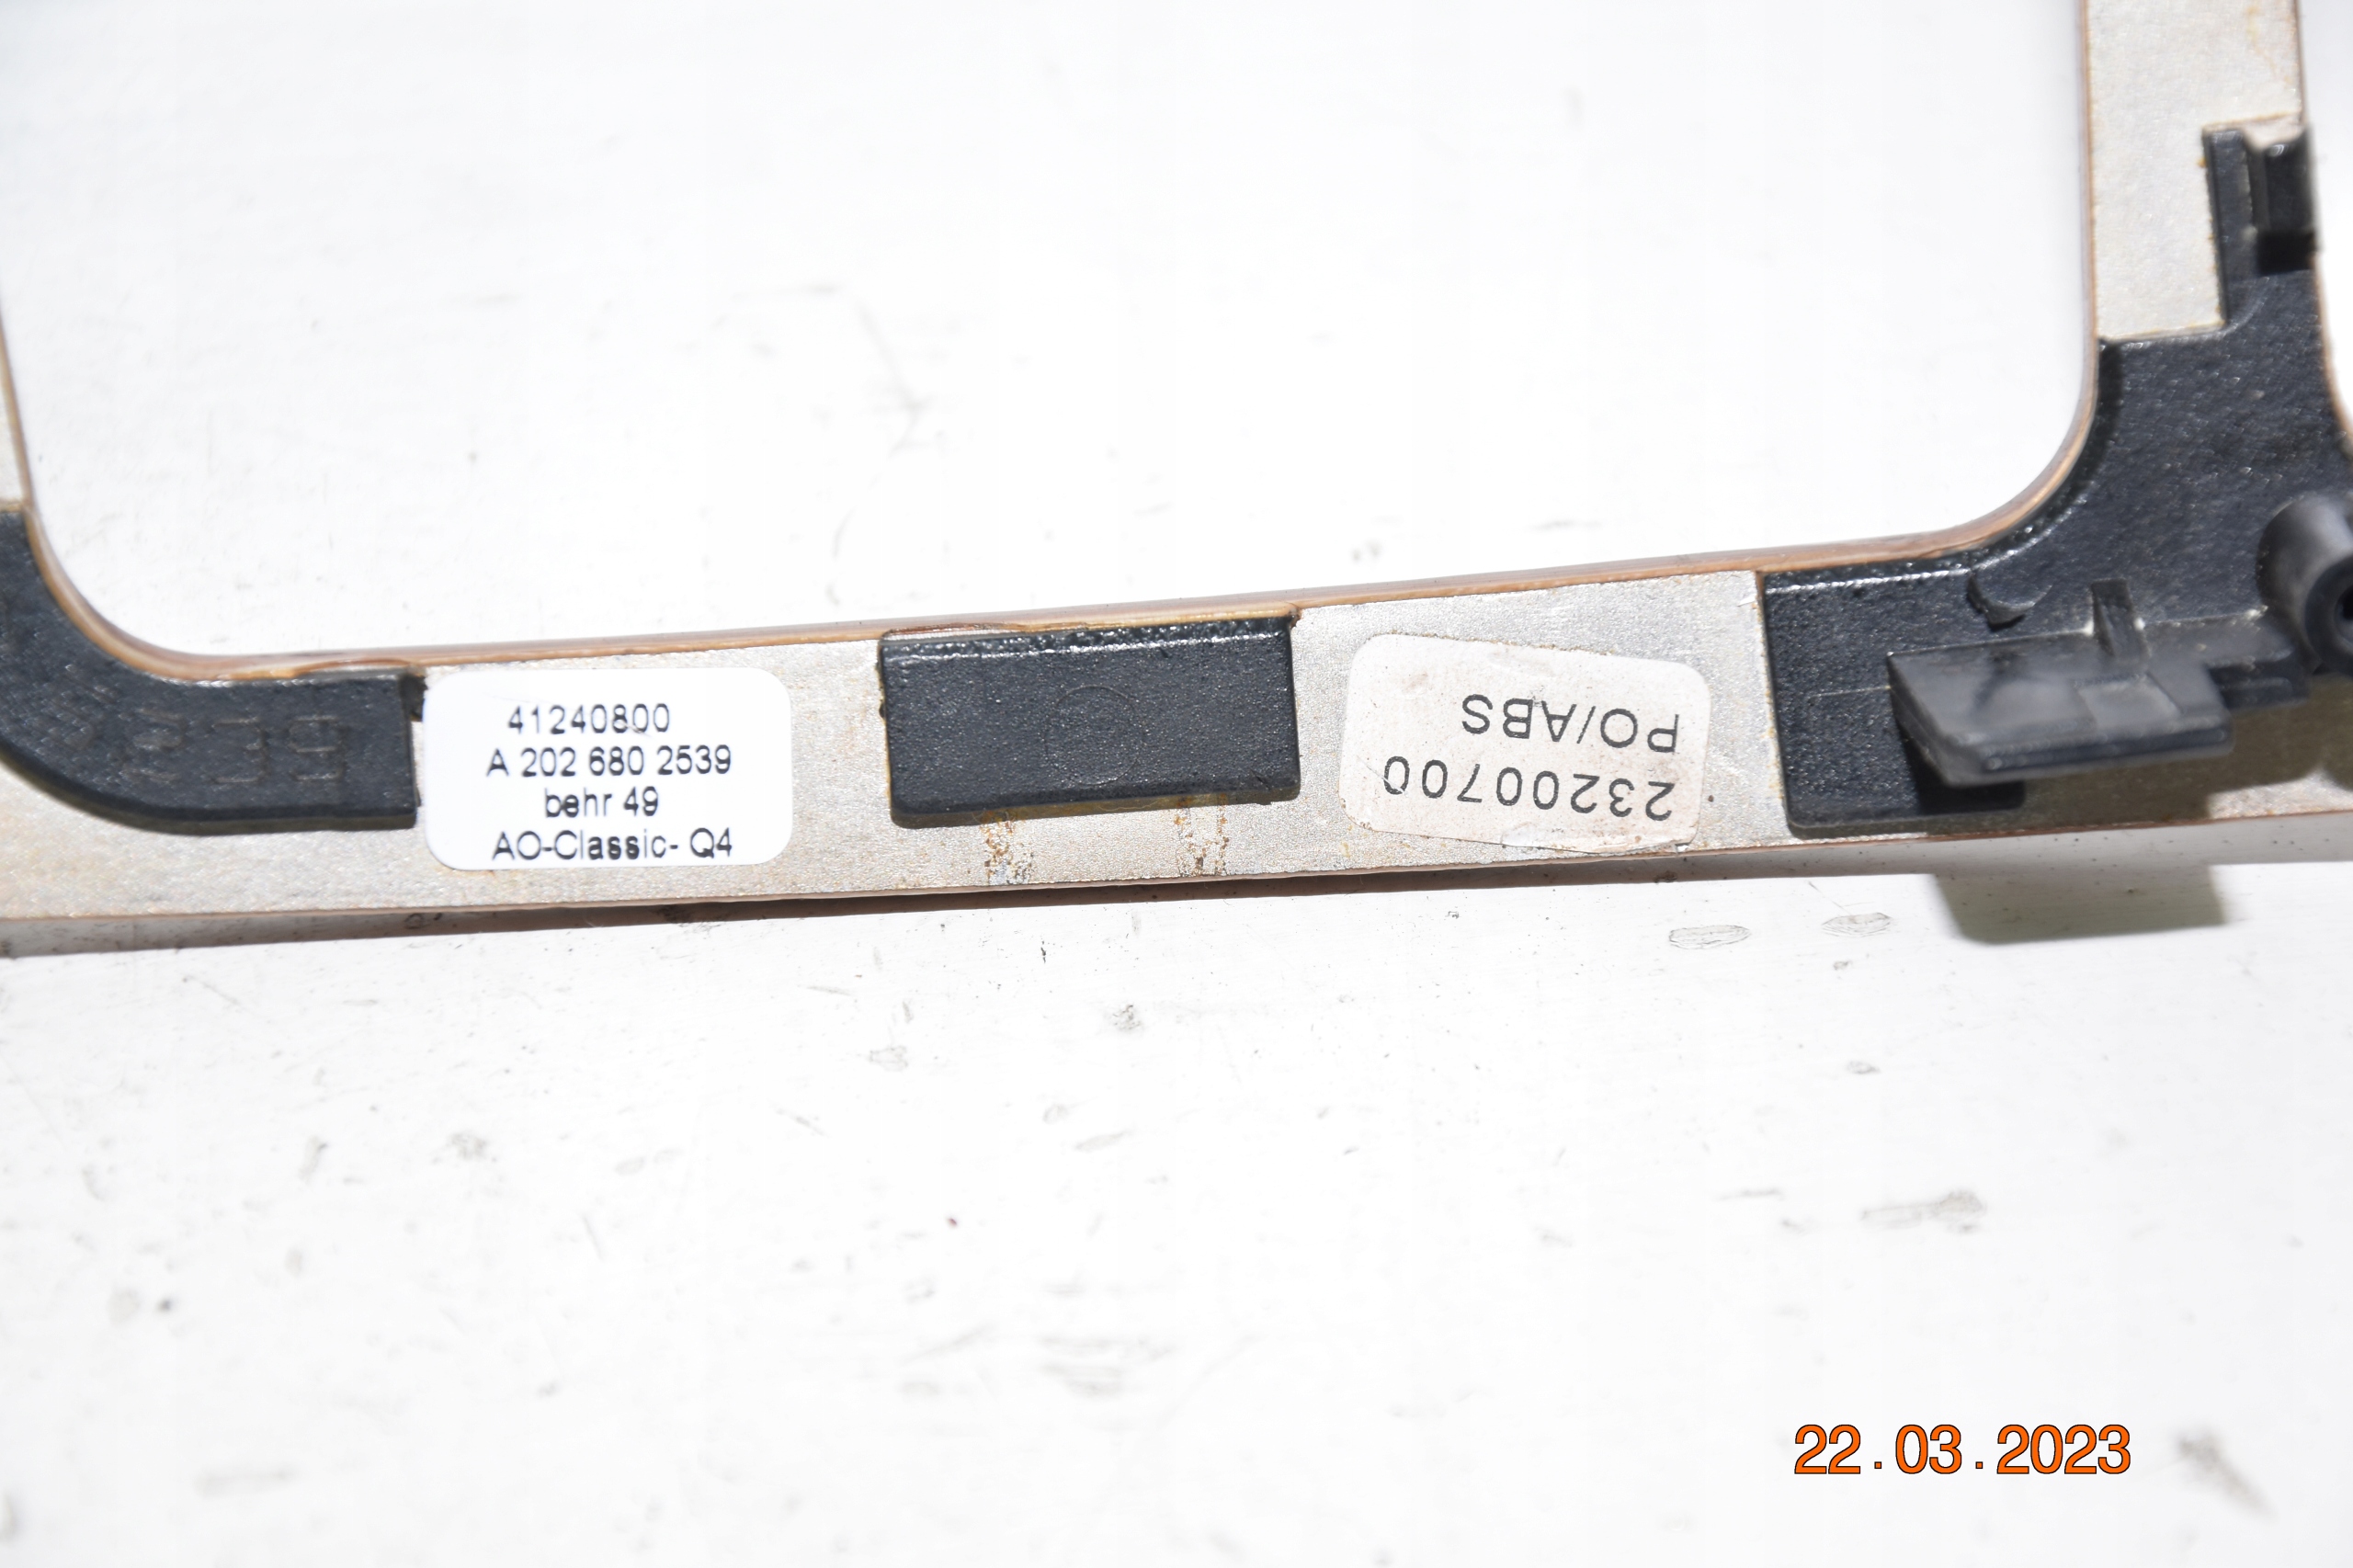 41240800
A 202 680 2539
behr 49
AO-Classic- Q4
23200700
PO/ABS
22.03.2023